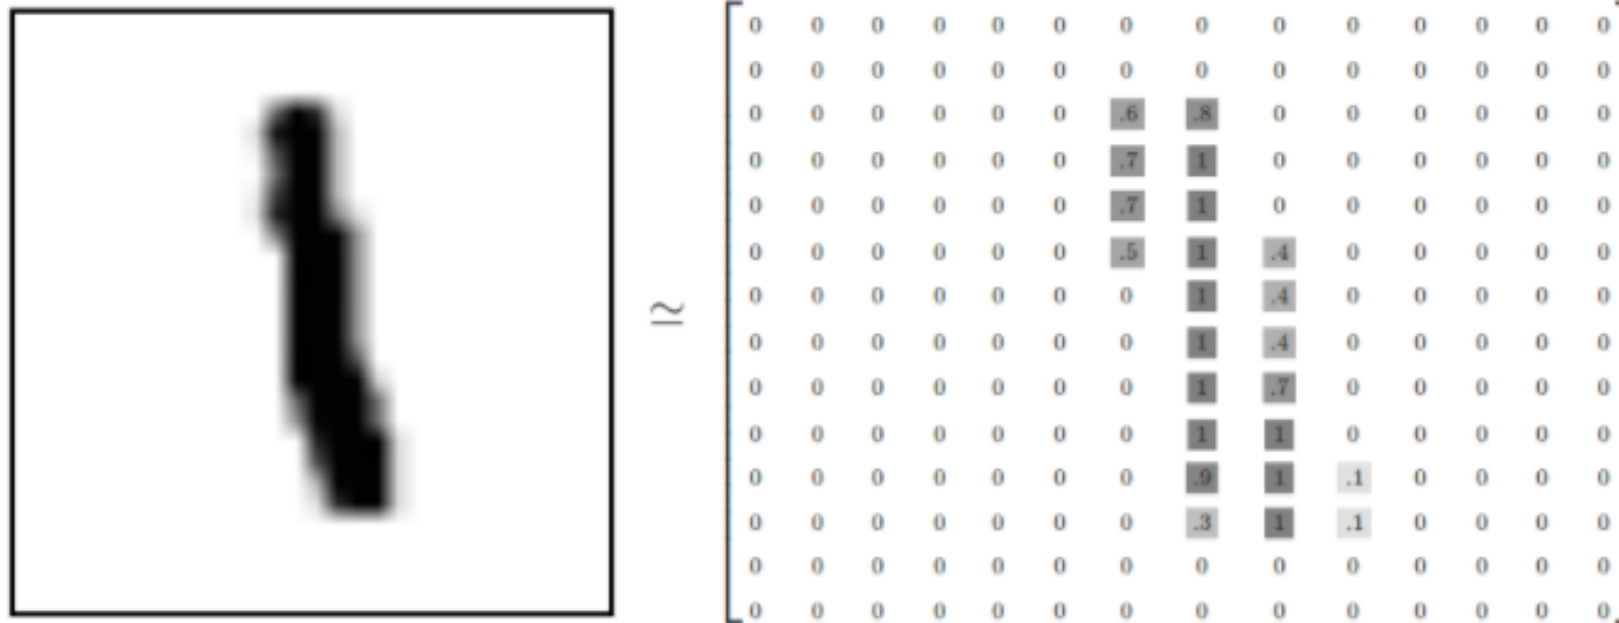 ≃
0 0 0 0 0 0 0 0 0 0 0 0 0 0
0 0 0 0 0 0 0 0 0 0 0 0 0 0
0 0 0 0 0 0 .6 .8 0 0 0 0 0 0
0 0 0 0 0 0 .7 1 0 0 0 0 0 0
0 0 0 0 0 0 .7 1 0 0 0 0 0 0
0 0 0 0 0 0 .5 1 .4 0 0 0 0 0
0 0 0 0 0 0 0 1 .4 0 0 0 0 0
0 0 0 0 0 0 0 1 .4 0 0 0 0 0
0 0 0 0 0 0 0 1 .7 0 0 0 0 0
0 0 0 0 0 0 0 1 1 0 0 0 0 0
0 0 0 0 0 0 0 .9 1 .1 0 0 0 0
0 0 0 0 0 0 0 .3 1 .1 0 0 0 0
0 0 0 0 0 0 0 0 0 0 0 0 0 0
0 0 0 0 0 0 0 0 0 0 0 0 0 0